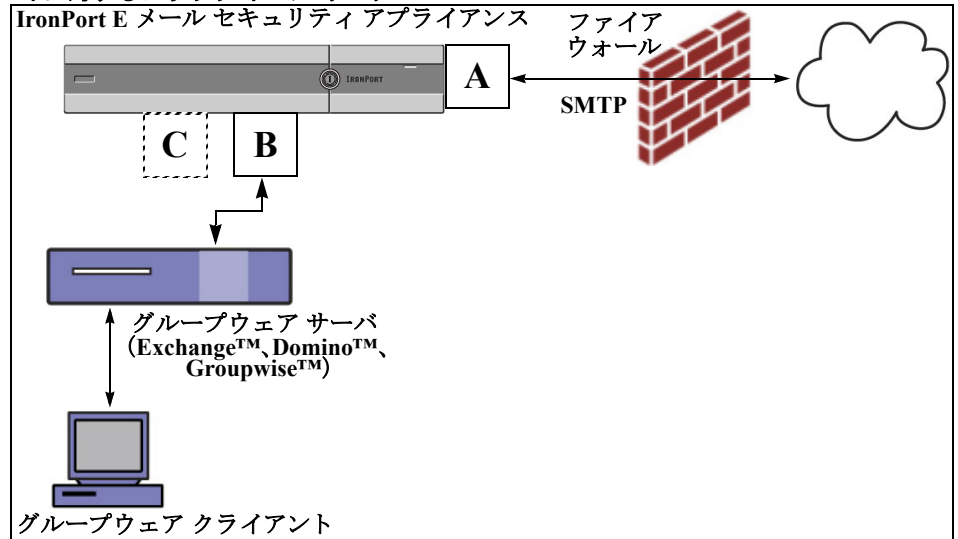 IronPort E メール セキュリティ アプライアンス
ファイア
ウォール
IRONPORT
A
SMTP
C
B
グループウェア サーバ
（Exchange™、Domino™、
Groupwise™）
グループウェア クライアント